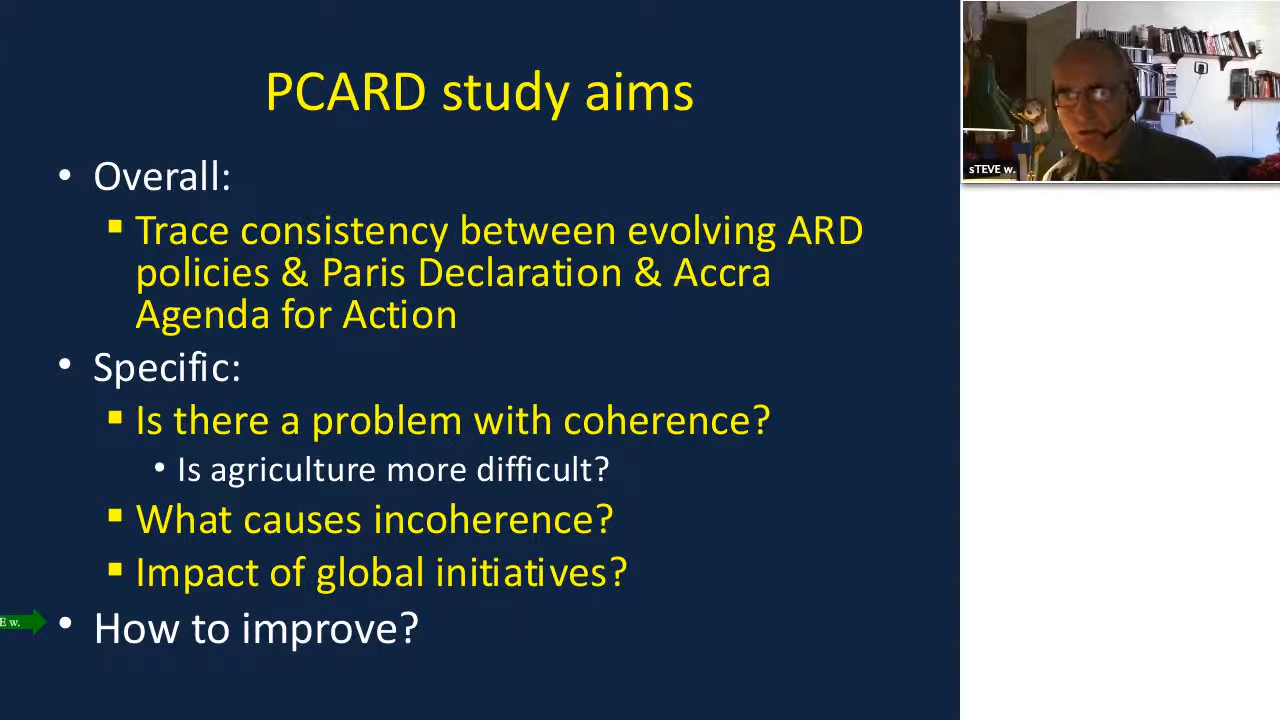 PCARD study aims
• Overall:
▪ Trace consistency between evolving ARD
policies & Paris Declaration & Accra
Agenda for Action
• Specific:
▪ Is there a problem with coherence?
• Is agriculture more difficult?
▪ What causes incoherence?
▪ Impact of global initiatives?
• How to improve?
E w.
sTEVE w.